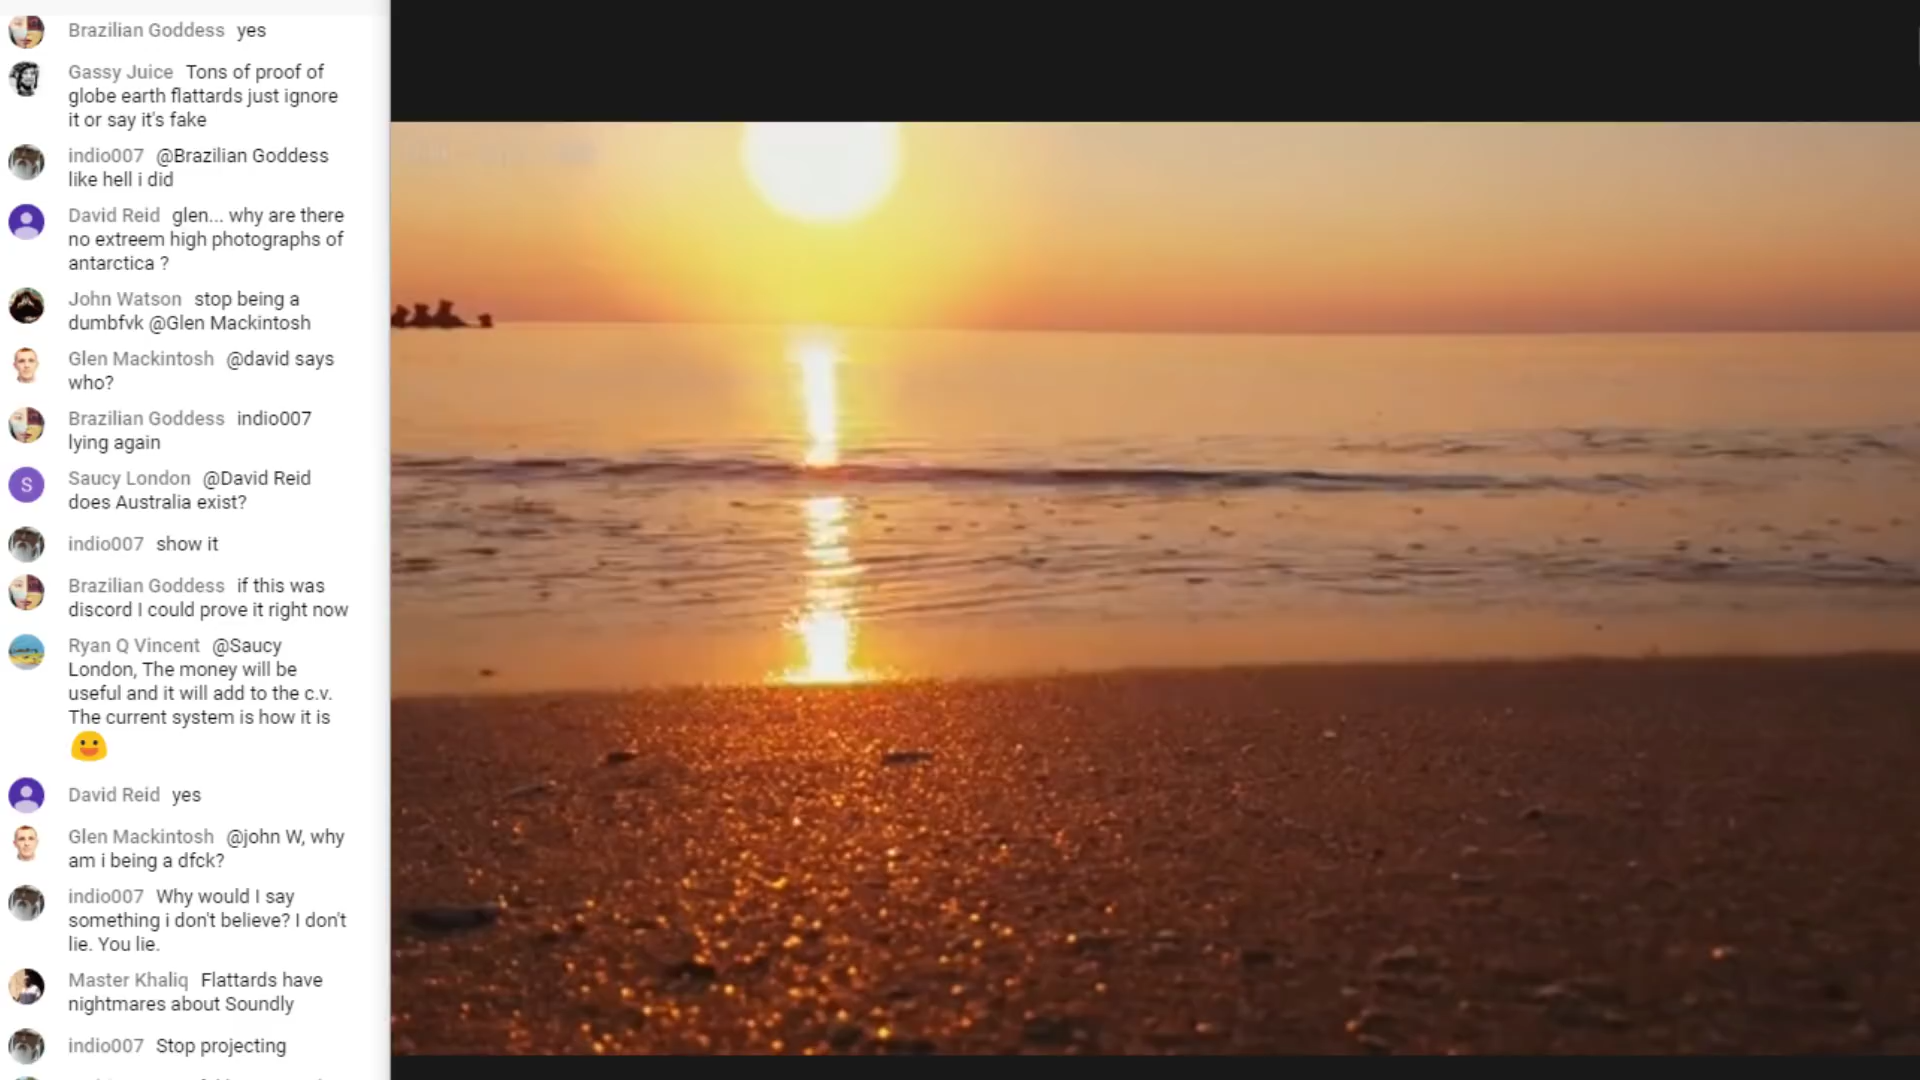 Brazilian Goddess yes
Gassy Juice Tons of proof of
globe earth flattards just ignore
it or say it's fake
indio007 @Brazilian Goddess
like hell i did
David Reid glen... why are there
no extreem high photographs of
antarctica ?
John Watson stop being a
dumbfvk @Glen Mackintosh
Glen Mackintosh @david says
who?
Brazilian Goddess indio007
lying again
S
Saucy London @David Reid
does Australia exist?
indio007 show it
Brazilian Goddess if this was
discord I could prove it right now
Ryan Q Vincent @Saucy
London, The money will be
useful and it will add to the c.v.
The current system is how it is
David Reid yes
Glen Mackintosh @john W, why
am i being a dfck?
indio007 Why would I say
something i don't believe? I don't
lie. You lie.
Master Khaliq Flattards have
nightmares about Soundly
indio007 Stop projecting